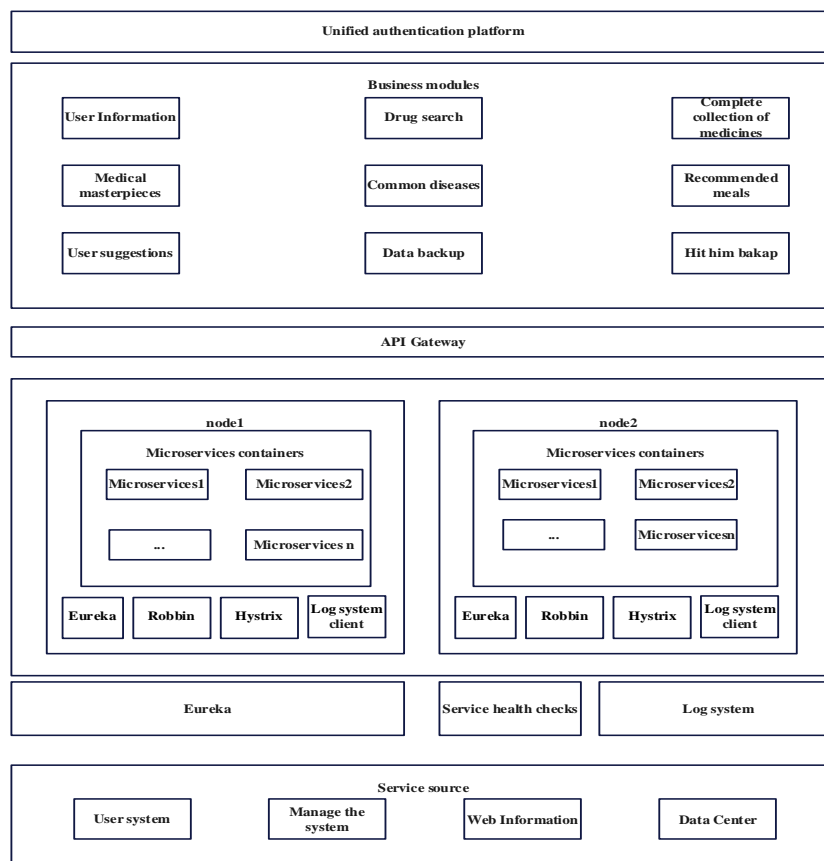 Unified authentication platform
Business modules
User Information
Drug search
Complete
collection of
medicines
Medical
masterpieces
Common diseases
Recommended
meals
User suggestions
Data backup
Hit him bakap
API Gateway
node1
Microservices containers
Microservices1
Microservices2
...
Microservices n
Eureka
Robbin
Hystrix
Log system
client
node2
Microservices containers
Microservices1
Microservices2
...
Microservicesn
Eureka
Robbin
Hystrix
Log system
client
Eureka
Service health checks
Log system
Service source
User system
Manage the
system
Web Information
Data Center